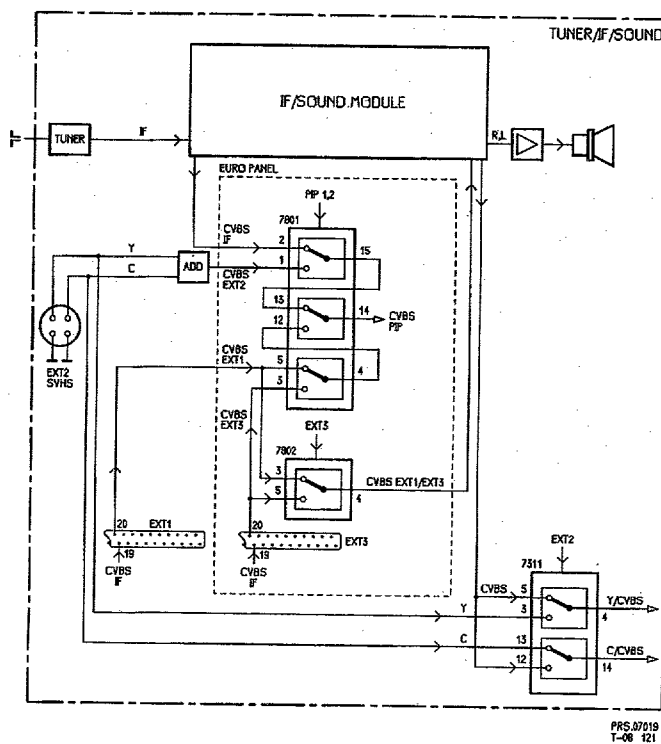 TUNER/IF/SOUND
IF/SOUND MODULE
TUNER
IF
R,L
EURO PANEL
PIP 1,2
7801
CVBS
IF
2
15
Y
C
ADD
1
CVBS
EXT2
13
14
CVBS
PIP
12
CVBS
EXT1
5
4
3
EXT2
SVHS
CVBS
EXT3
EXT3
7802
3
CVBS EXT1/EXT3
5
4
20
EXT1
20
EXT3
19
19
CVBS
IF
CVBS
IF
EXT2
7311
CVBS
5
Y/CVBS
Y
3
4
C
13
C/CVBS
12
14
PRS.07019
T-08 121